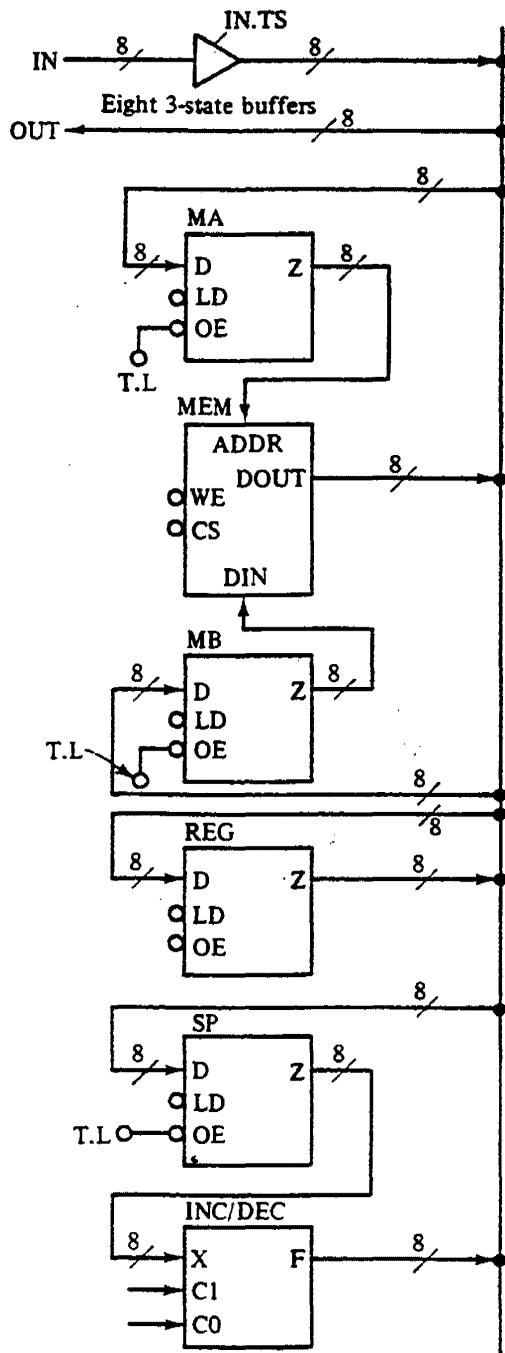 IN.TS
8
8
IN
Eight 3-state buffers
8
OUT
8
MA
8
D
Z
8
LD
OE
T.L
MEM
ADDR
DOUT
8
WE
CS
DIN
MB
8
D
Z
8
LD
T.L
OE
8
8
REG
8
D
Z
8
LD
OE
8
SP
8
D
Z
8
LD
T.L
OE
INC/DEC
8
X
F
8
C1
C0